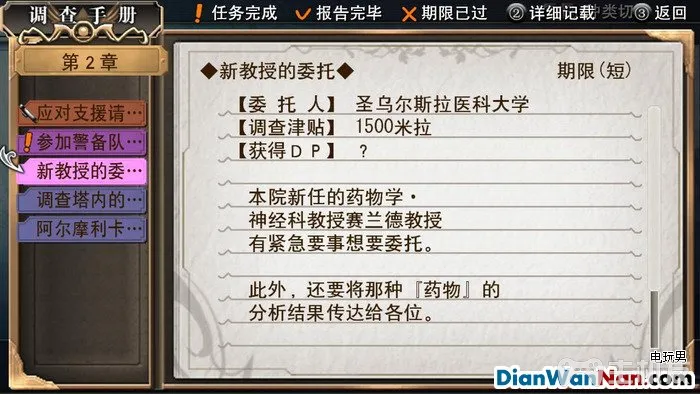 调查手册
! 任务完成 ✓ 报告完毕 ✕ 期限已过 ② 详细记载 ③ 返回
第2章
应对支援请…
参加警备队…
新教授的委…
调查塔内的…
阿尔摩利卡…
◆新教授的委托◆ 期限(短)
【委 托 人】 圣乌尔斯拉医科大学
【调查津贴】 1500米拉
【获得DP】 ?
本院新任的药物学·
神经科教授赛兰德教授
有紧急要事想要委托。
此外,还要将那种『药物』的
分析结果传达给各位。
电玩男
DianWanNan.com